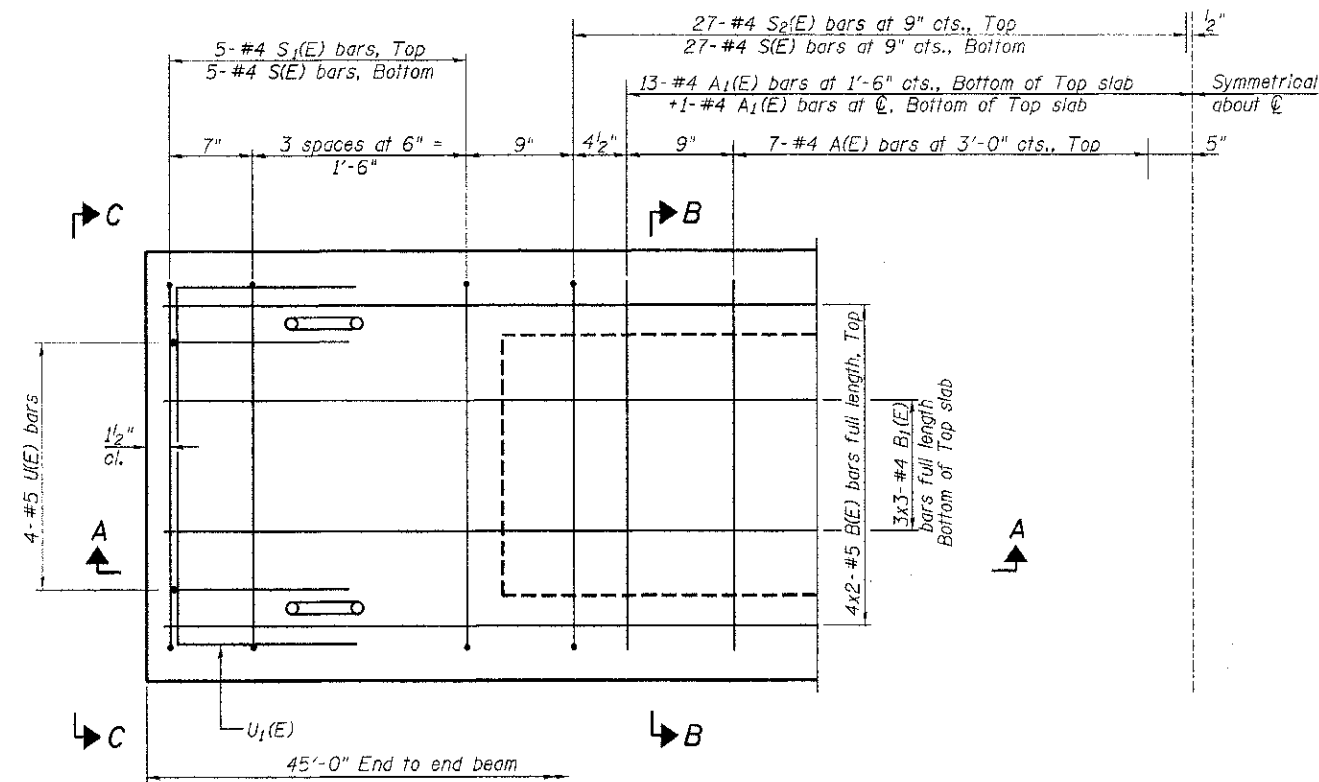 27-#4 S2(E) bars at 9" cts., Top
27-#4 S(E) bars at 9" cts., Bottom
1/2"
5-#4 S1(E) bars, Top
5-#4 S(E) bars, Bottom
13-#4 A1(E) bars at 1'-6" cts., Bottom of Top slab
+1-#4 A1(E) bars at ℄, Bottom of Top slab
Symmetrical
about ℄
7"
3 spaces at 6" =
1'-6"
9"
4 1/2"
9"
7-#4 A(E) bars at 3'-0" cts., Top
5"
C
B
4-#5 U(E) bars
1 1/2"
cl.
4x2-#5 B(E) bars full length, Top
3x3-#4 B1(E)
bars full length
Bottom of Top slab
A
A
U1(E)
C
B
45'-0" End to end beam